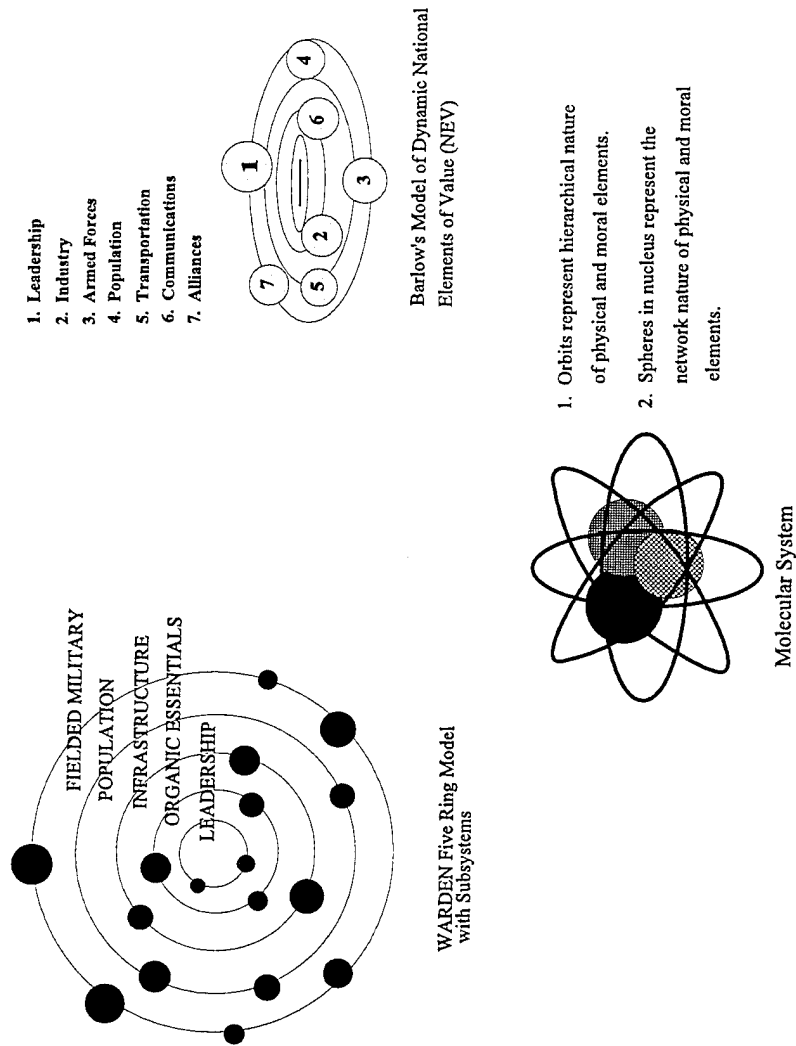 FIELDED MILITARY
POPULATION
INFRASTRUCTURE
ORGANIC ESSENTIALS
LEADERSHIP
WARDEN Five Ring Model
with Subsystems
1. Leadership
2. Industry
3. Armed Forces
4. Population
5. Transportation
6. Communications
7. Alliances
1
7
4
5
2
6
3
Barlow's Model of Dynamic National
Elements of Value (NEV)
1. Orbits represent hierarchical nature
of physical and moral elements.
2. Spheres in nucleus represent the
network nature of physical and moral
elements.
Molecular System